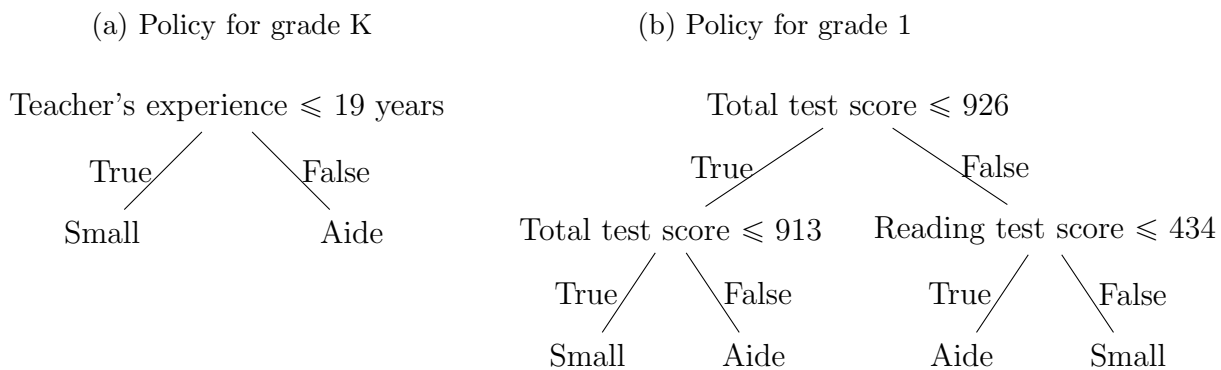 (a) Policy for grade K
Teacher's experience ⩽ 19 years
True False
Small Aide
(b) Policy for grade 1
Total test score ⩽ 926
True False
Total test score ⩽ 913 Reading test score ⩽ 434
True False True False
Small Aide Aide Small